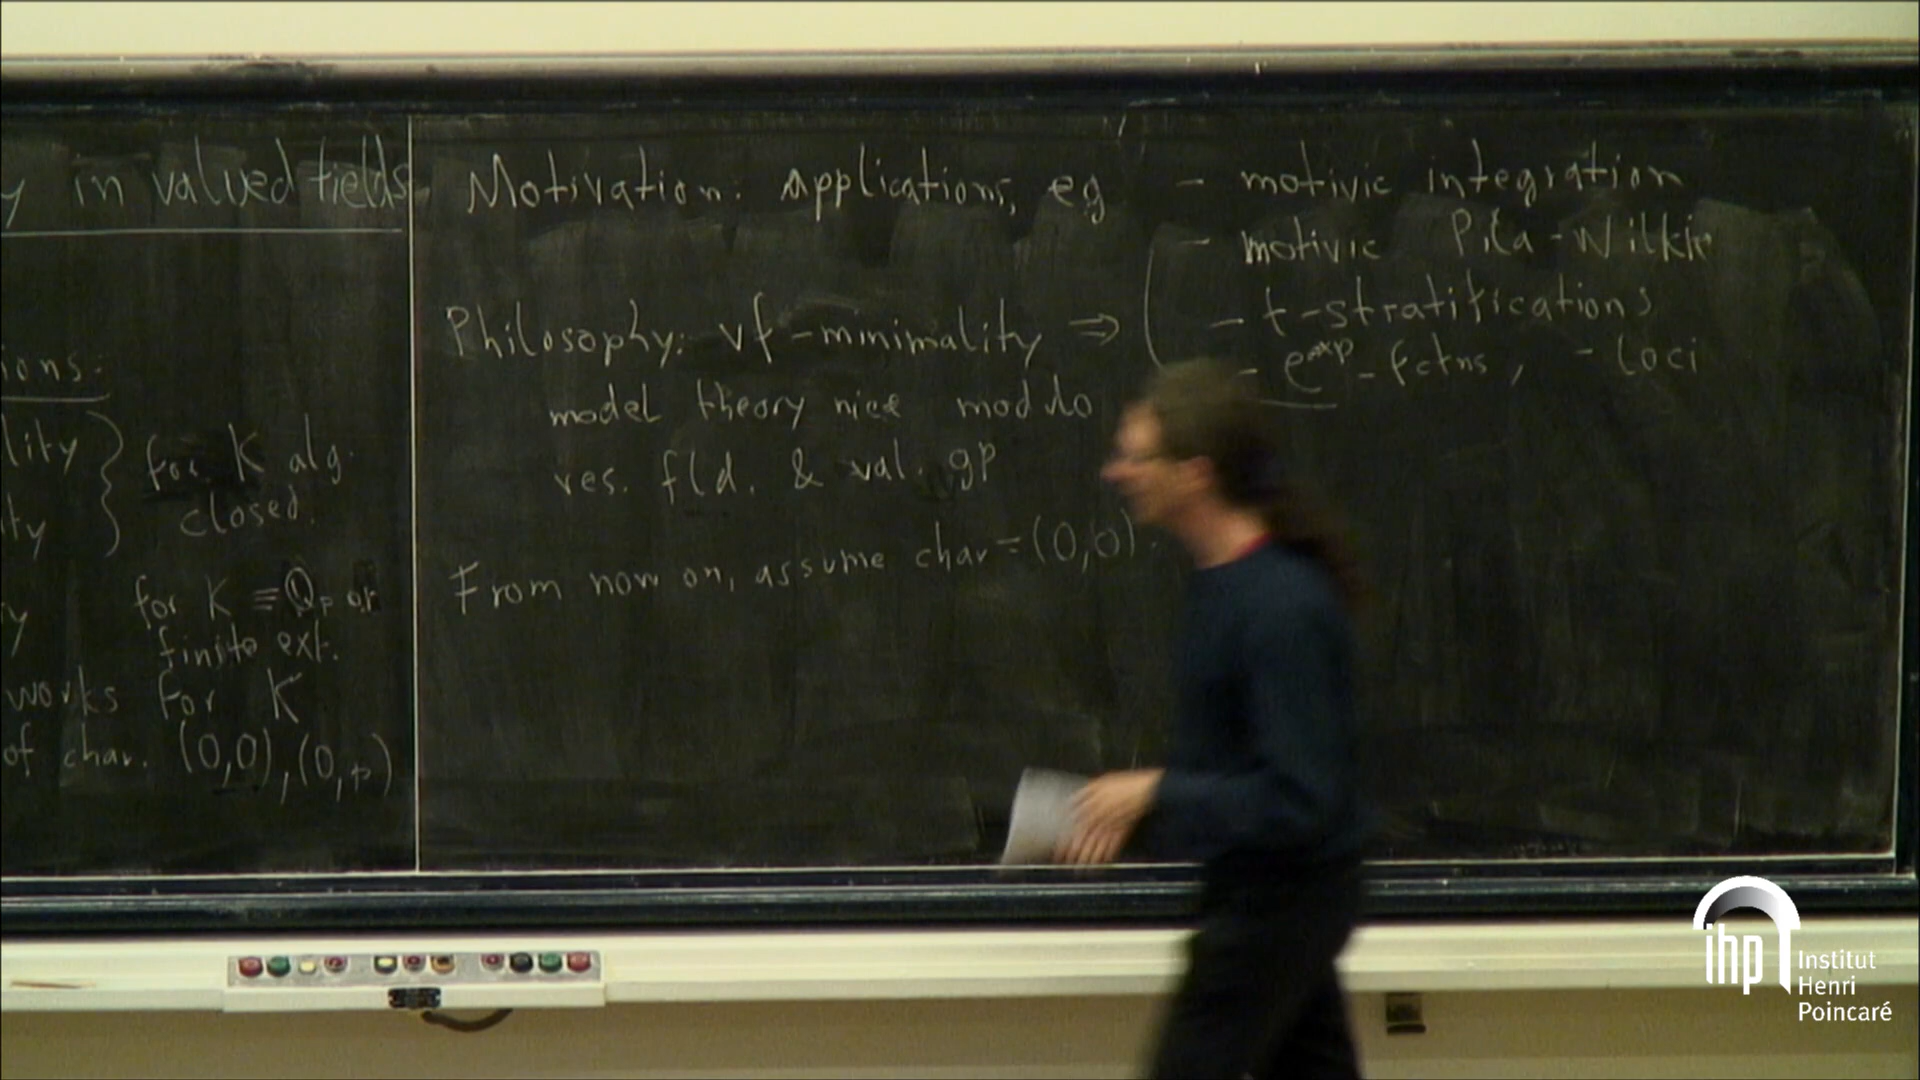 y in valued fields
ions:
lity
ty
for K alg.
closed.
y for K ≡ Qp or
finite ext.
works for K
of char. (0,0), (0,p)
Motivation: applications, eg
- motivic integration
- motivic Pila-Wilkie
- t-stratifications
- e^exp-fctns, - loci
Philosophy: vf-minimality ⇒
model theory nice modulo
res. fld. & val. gp
From now on, assume char=(0,0).
ihp Institut
Henri
Poincaré